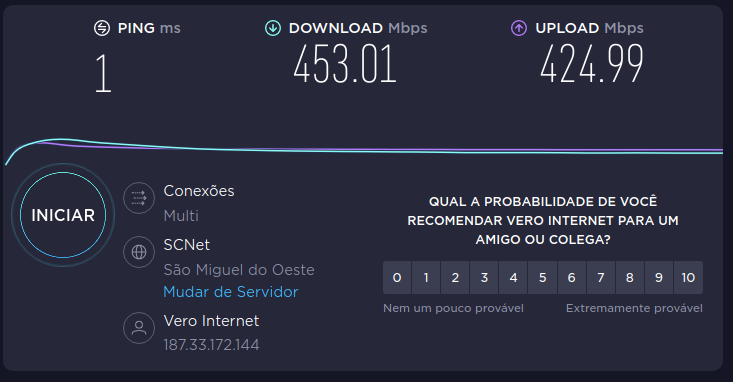 PING ms
DOWNLOAD Mbps
UPLOAD Mbps
1
453.01
424.99
INICIAR
Conexões
Multi
SCNet
São Miguel do Oeste
Mudar de Servidor
Vero Internet
187.33.172.144
QUAL A PROBABILIDADE DE VOCÊ
RECOMENDAR VERO INTERNET PARA UM
AMIGO OU COLEGA?
0 1 2 3 4 5 6 7 8 9 10
Nem um pouco provável
Extremamente provável